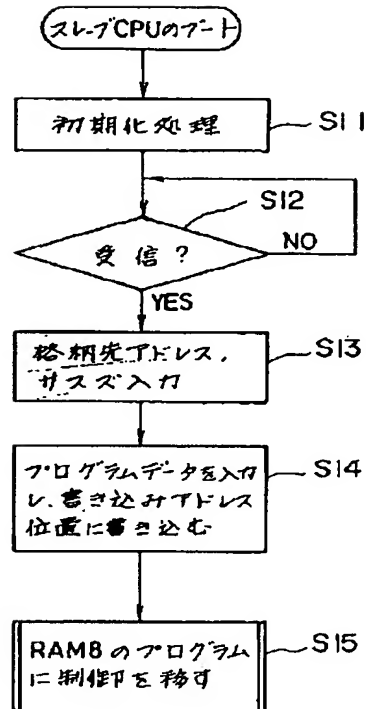 スレーブCPUのブート
初期化処理
S11
S12
受信?
NO
YES
格納先アドレス、
サイズ入力
S13
プログラムデータを入力
し、書き込みアドレス
位置に書き込む
S14
RAM8のプログラム
に制御を移す
S15